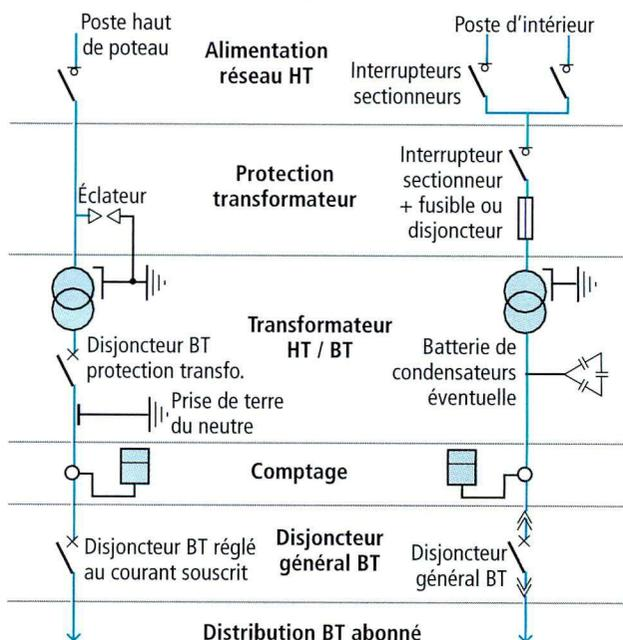 Poste haut
de poteau
Alimentation
réseau HT
Poste d'intérieur
Interrupteurs
sectionneurs
Protection
transformateur
Éclateur
Interrupteur
sectionneur
+ fusible ou
disjoncteur
Transformateur
HT / BT
Disjoncteur BT
protection transfo.
Prise de terre
du neutre
Batterie de
condensateurs
éventuelle
Comptage
Disjoncteur BT réglé
au courant souscrit
Disjoncteur
général BT
Disjoncteur
général BT
Distribution BT abonné